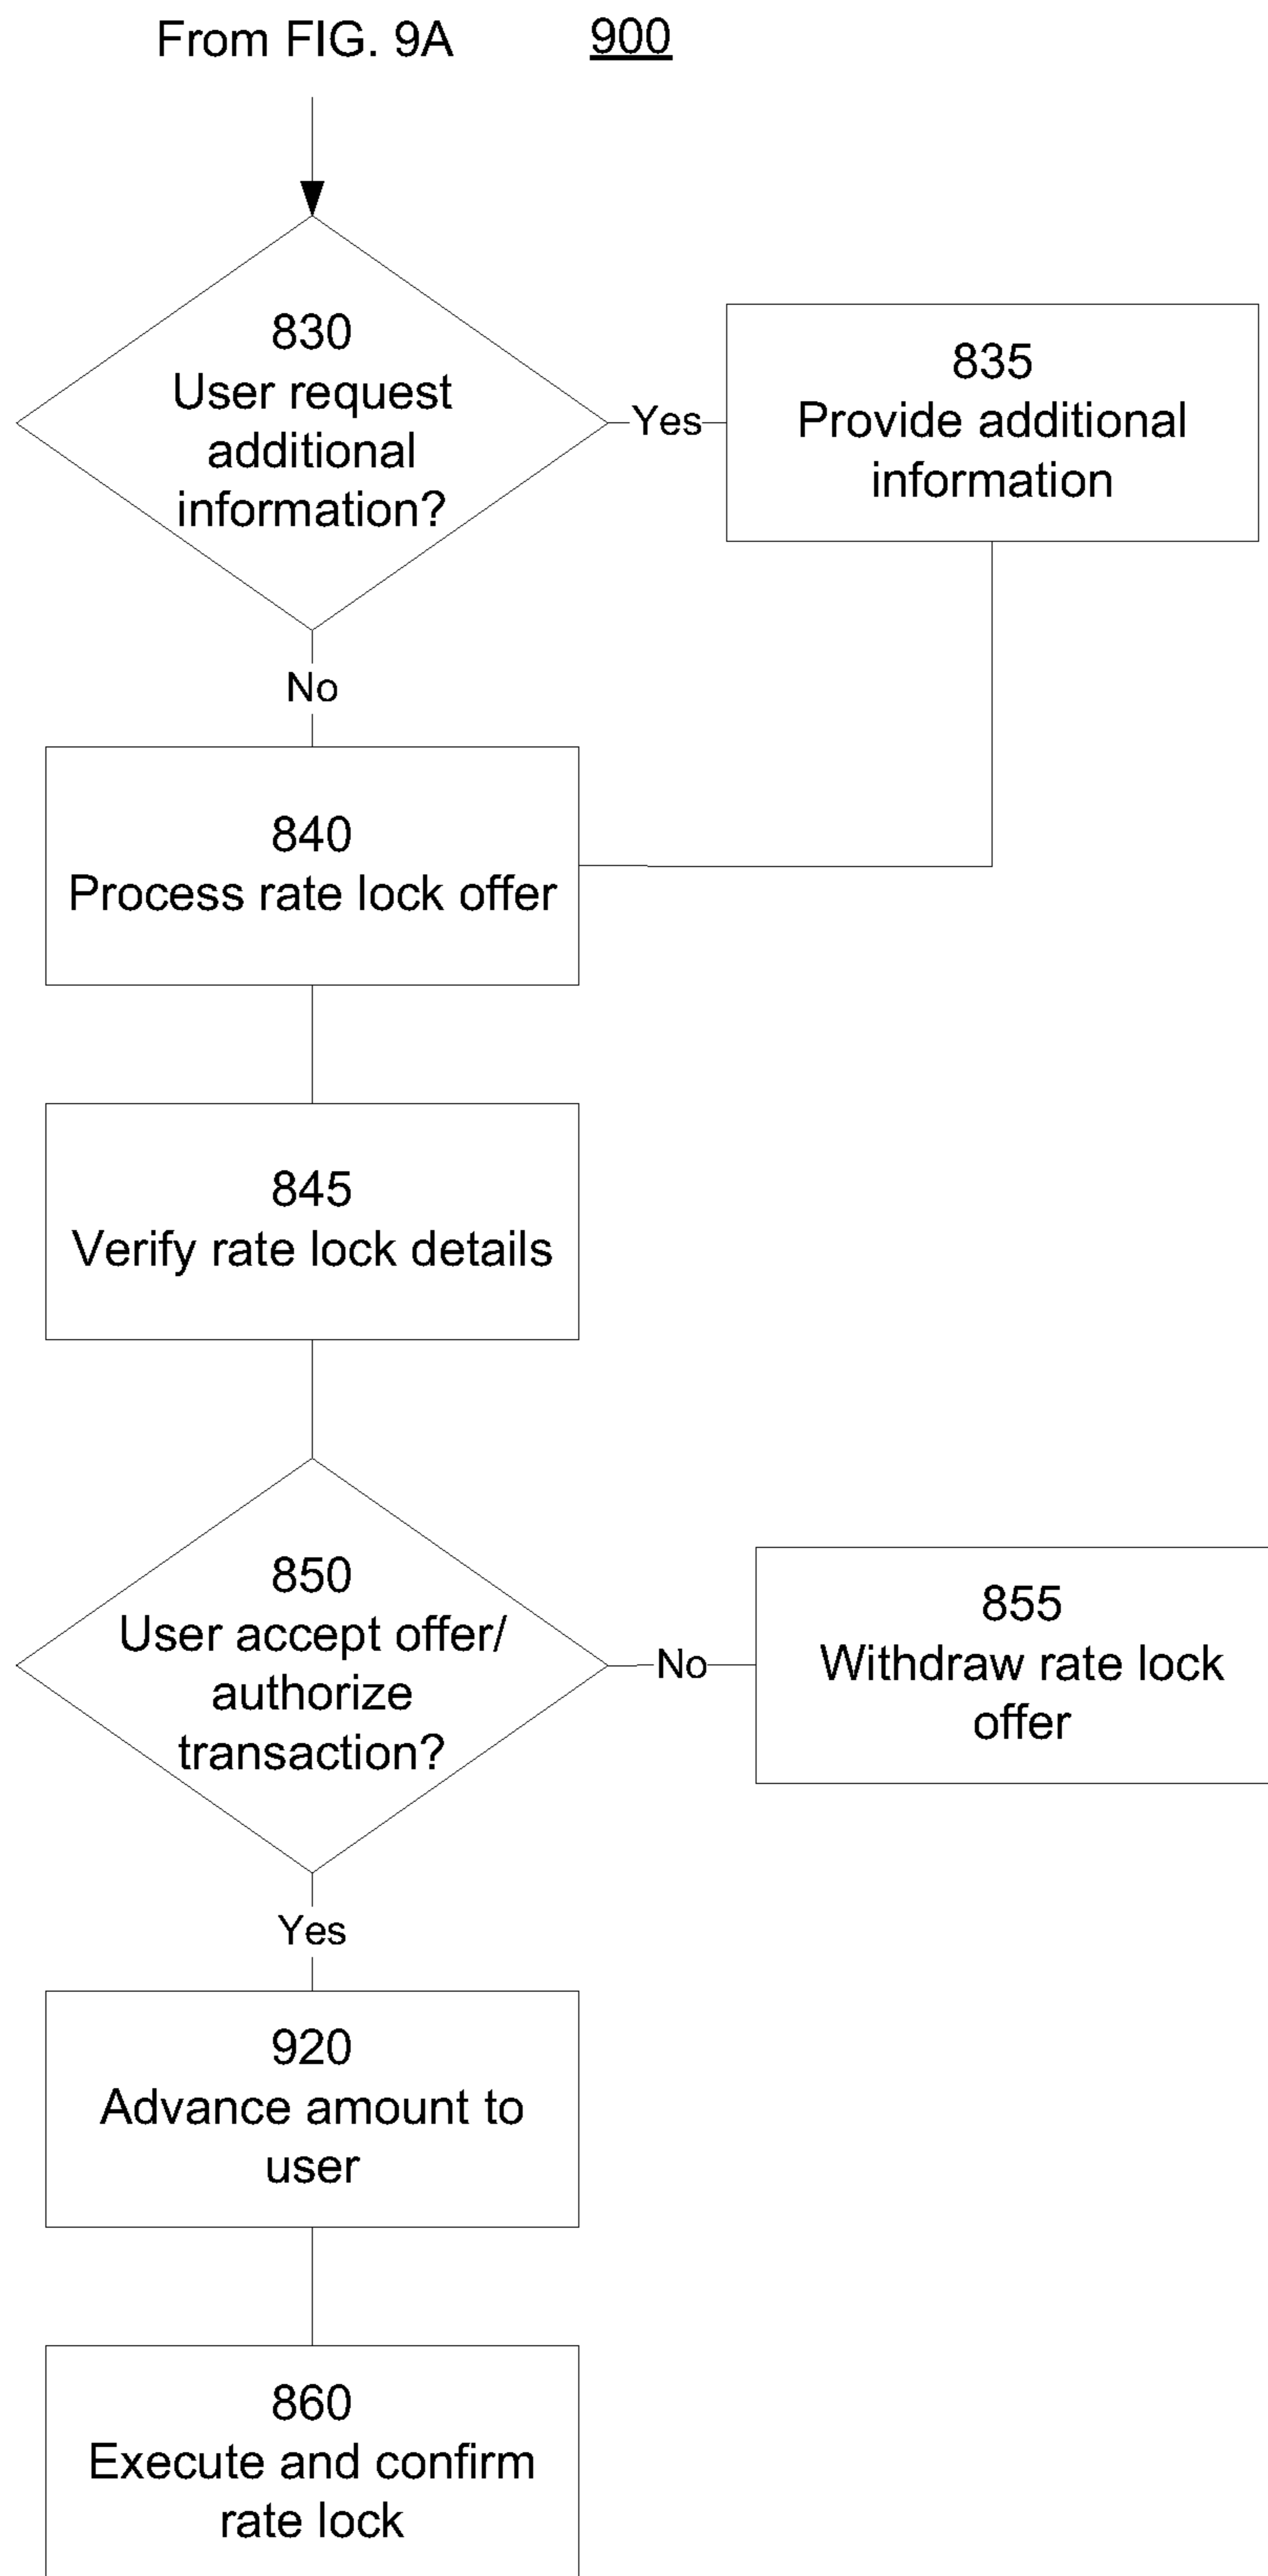 From FIG. 9A
900
830
User request
additional
information?
Yes
835
Provide additional
information
No
840
Process rate lock offer
845
Verify rate lock details
850
User accept offer/
authorize
transaction?
No
855
Withdraw rate lock
offer
Yes
920
Advance amount to
user
860
Execute and confirm
rate lock